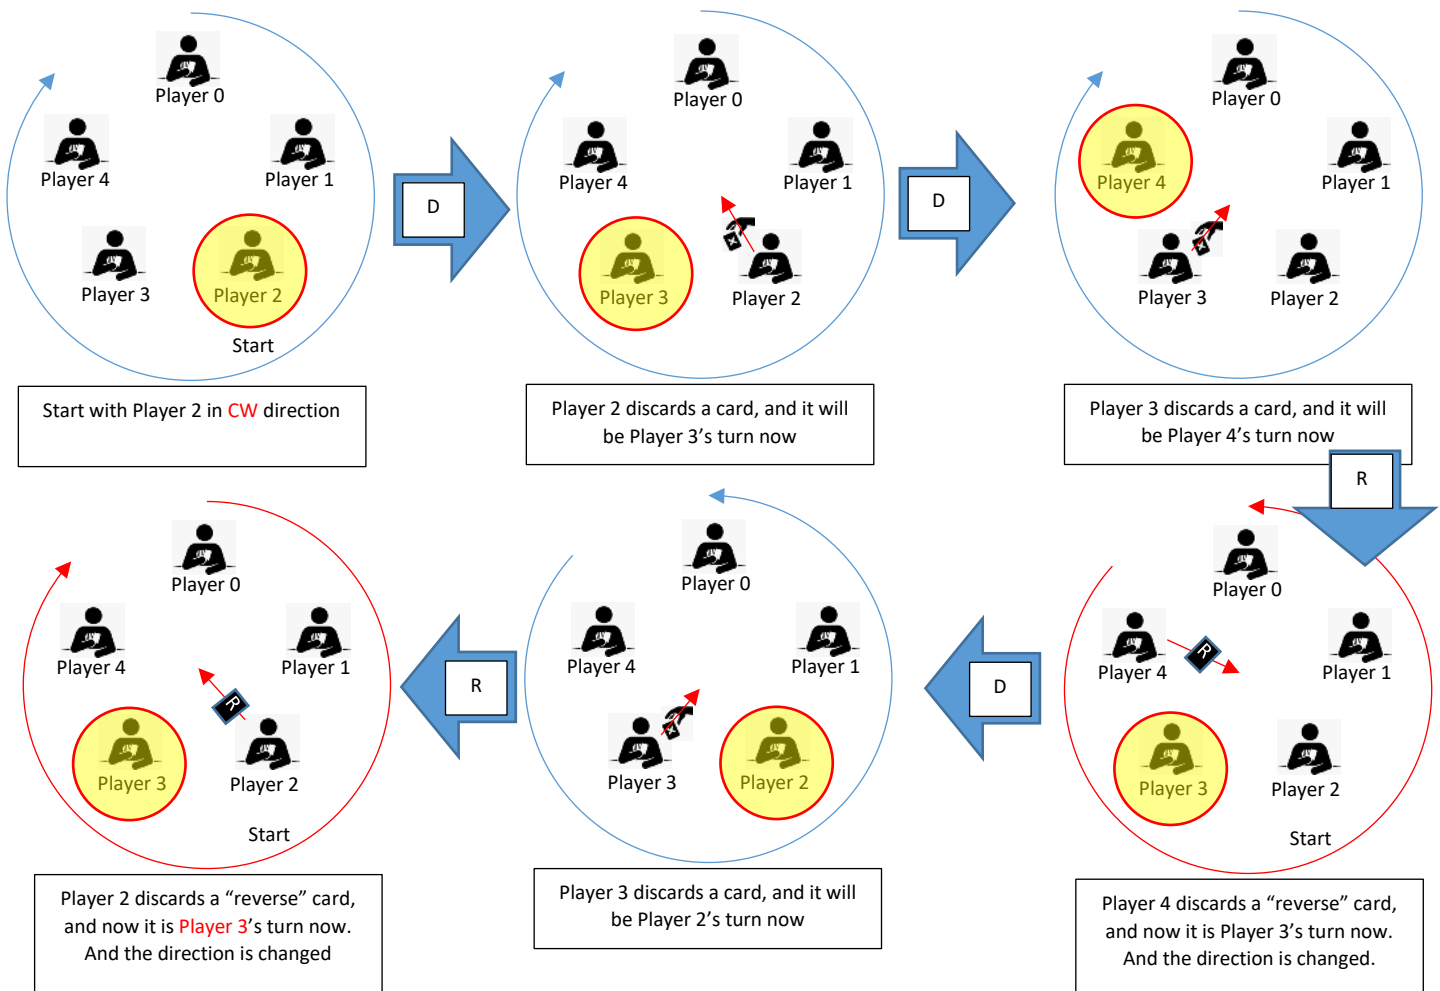 Player 0
Player 4
Player 1
Player 3
Player 2
Start
Start with Player 2 in CW direction
D
Player 0
Player 4
Player 1
Player 3
Player 2
Player 2 discards a card, and it will
be Player 3’s turn now
D
Player 0
Player 4
Player 1
Player 3
Player 2
Player 3 discards a card, and it will
be Player 4’s turn now
R
Player 0
Player 4
R
Player 1
Player 3
Player 2
Start
Player 4 discards a “reverse” card,
and now it is Player 3’s turn now.
And the direction is changed.
D
Player 0
Player 4
Player 1
Player 3
Player 2
Player 3 discards a card, and it will
be Player 2’s turn now
R
Player 0
Player 4
Player 1
R
Player 3
Player 2
Start
Player 2 discards a “reverse” card,
and now it is Player 3’s turn now.
And the direction is changed